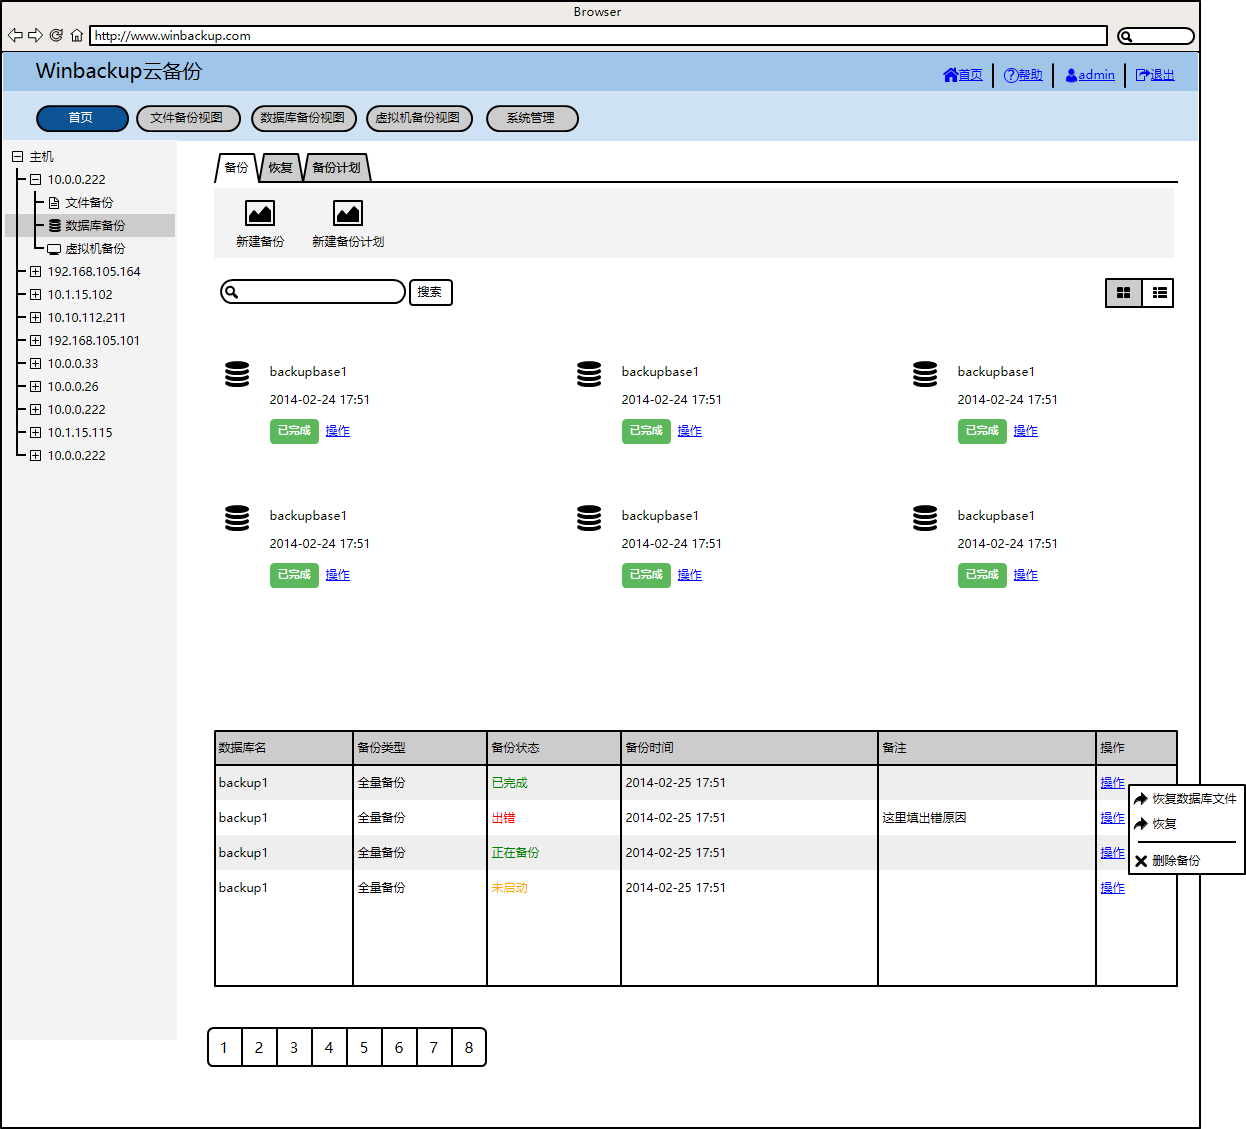 Browser
http://www.winbackup.com
Winbackup云备份
首页 帮助 admin 退出
首页 文件备份视图 数据库备份视图 虚拟机备份视图 系统管理
主机
10.0.0.222
文件备份
数据库备份
虚拟机备份
192.168.105.164
10.1.15.102
10.10.112.211
192.168.105.101
10.0.0.33
10.0.0.26
10.0.0.222
10.1.15.115
10.0.0.222
备份 恢复 备份计划
新建备份 新建备份计划
搜索
backupbase1 backupbase1 backupbase1
2014-02-24 17:51 2014-02-24 17:51 2014-02-24 17:51
已完成 操作 已完成 操作 已完成 操作
backupbase1 backupbase1 backupbase1
2014-02-24 17:51 2014-02-24 17:51 2014-02-24 17:51
已完成 操作 已完成 操作 已完成 操作
数据库名 备份类型 备份状态 备份时间 备注 操作
backup1 全量备份 已完成 2014-02-25 17:51 操作
backup1 全量备份 出错 2014-02-25 17:51 这里填出错原因 操作
backup1 全量备份 正在备份 2014-02-25 17:51 操作
backup1 全量备份 未启动 2014-02-25 17:51 操作
恢复数据库文件
恢复
删除备份
1 2 3 4 5 6 7 8